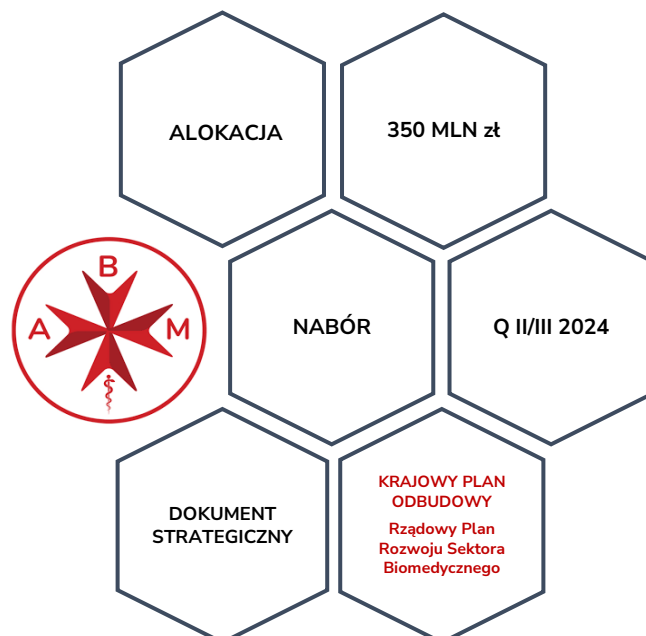 ALOKACJA
350 MLN zł
B
A
M
NABÓR
Q II/III 2024
DOKUMENT
STRATEGICZNY
KRAJOWY PLAN
ODBUDOWY
Rządowy Plan
Rozwoju Sektora
Biomedycznego